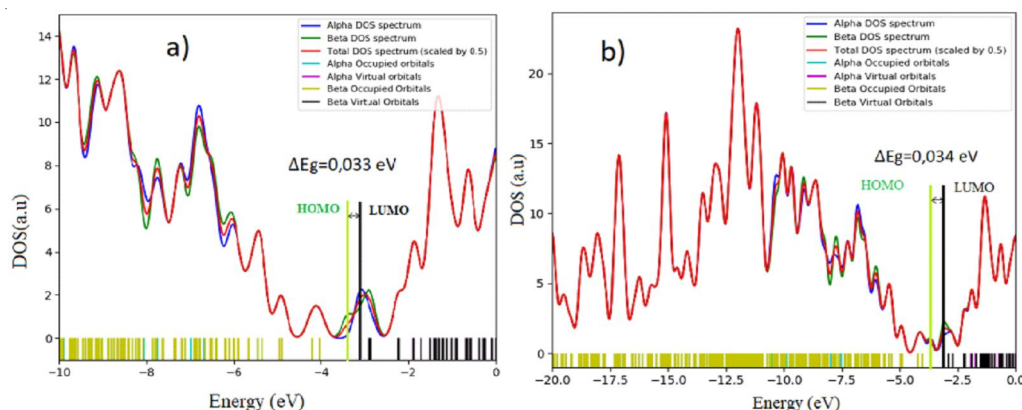 a)
Alpha DOS spectrum
Beta DOS spectrum
Total DOS spectrum (scaled by 0.5)
Alpha Occupied orbitals
Alpha Virtual orbitals
Beta Occupied Orbitals
Beta Virtual Orbitals
ΔEg=0,033 eV
HOMO
LUMO
DOS(a.u)
14
12
10
8
6
4
2
0
−10
−8
−6
−4
−2
0
Energy (eV)
b)
Alpha DOS spectrum
Beta DOS spectrum
Total DOS spectrum (scaled by 0.5)
Alpha Occupied orbitals
Alpha Virtual orbitals
Beta Occupied Orbitals
Beta Virtual Orbitals
ΔEg=0,034 eV
HOMO
LUMO
DOS (a.u)
20
15
10
5
0
−20.0
−17.5
−15.0
−12.5
−10.0
−7.5
−5.0
−2.5
0.0
Energy (eV)